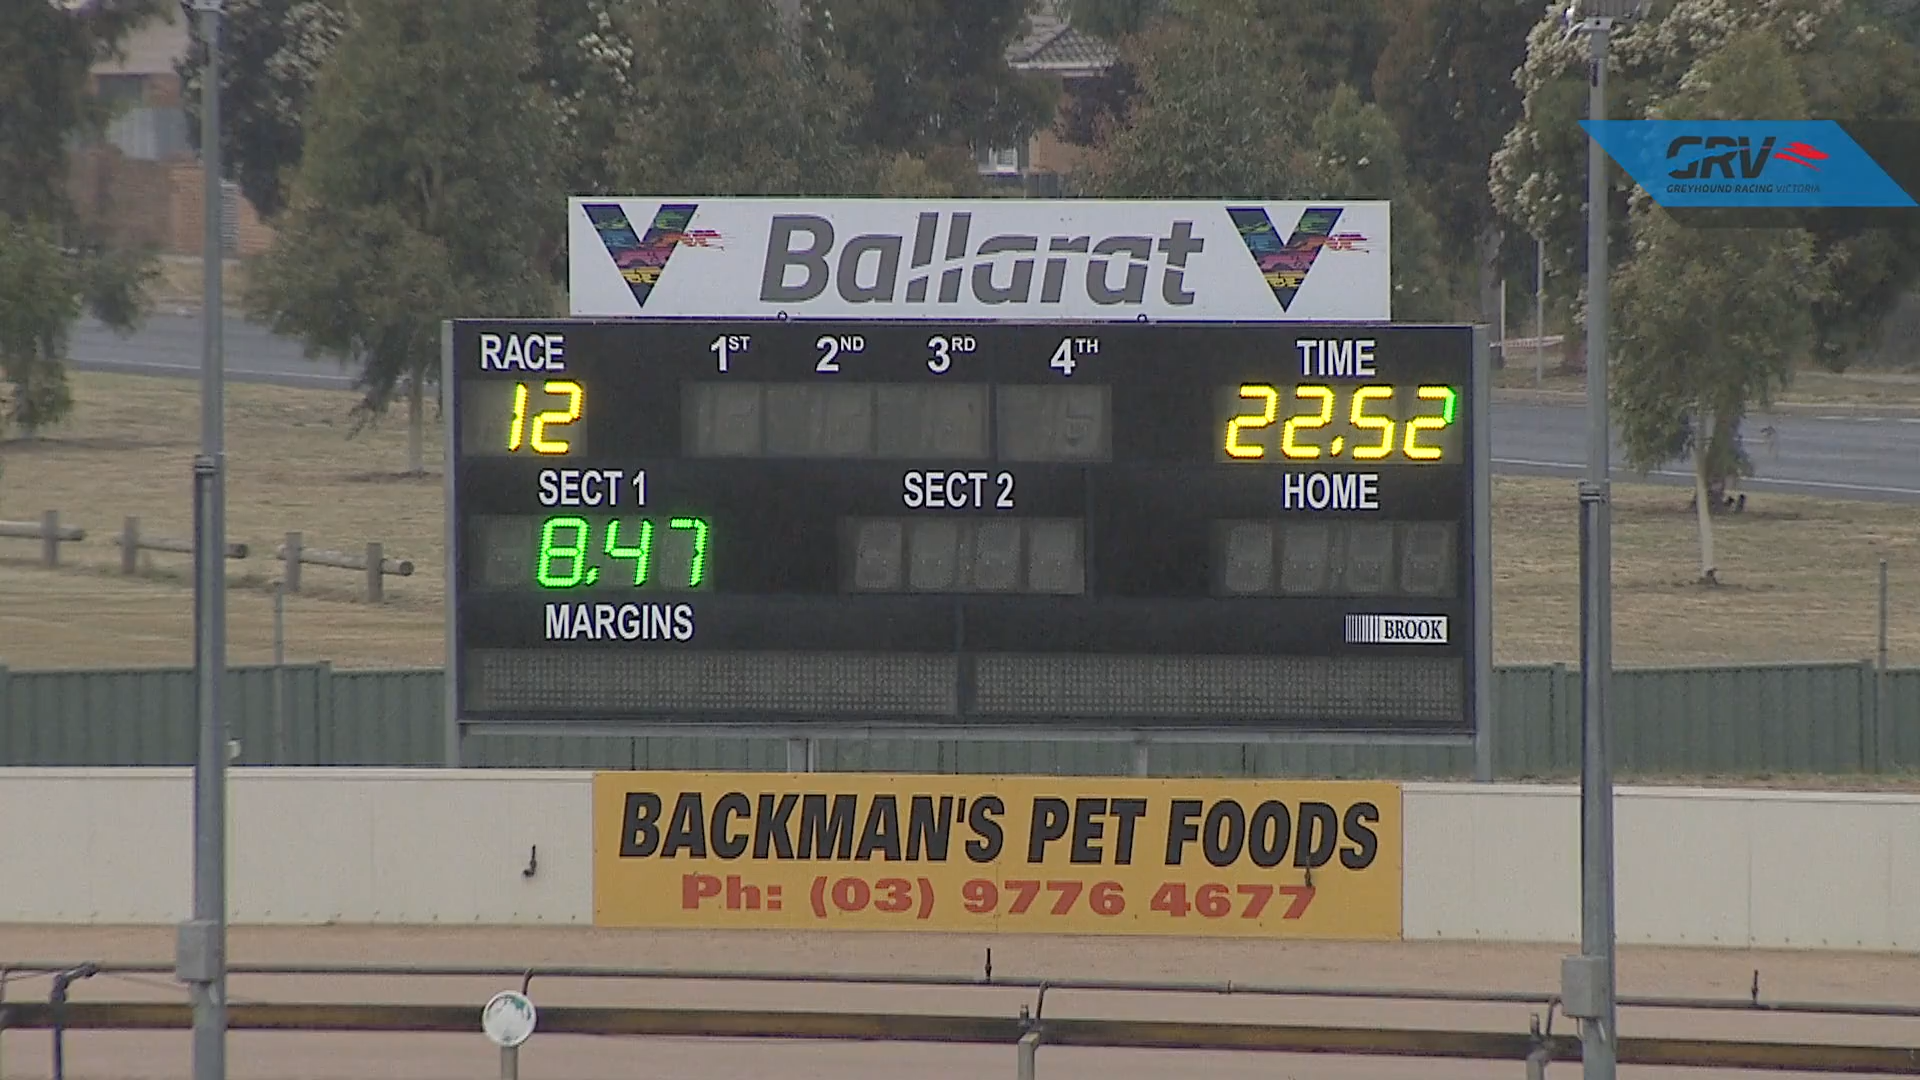 GRV
GREYHOUND RACING VICTORIA
Ballarat
RACE 1ST 2ND 3RD 4TH TIME
12 22.52
SECT 1 SECT 2 HOME
8.47
MARGINS
BROOK
BACKMAN'S PET FOODS
Ph: (03) 9776 4677